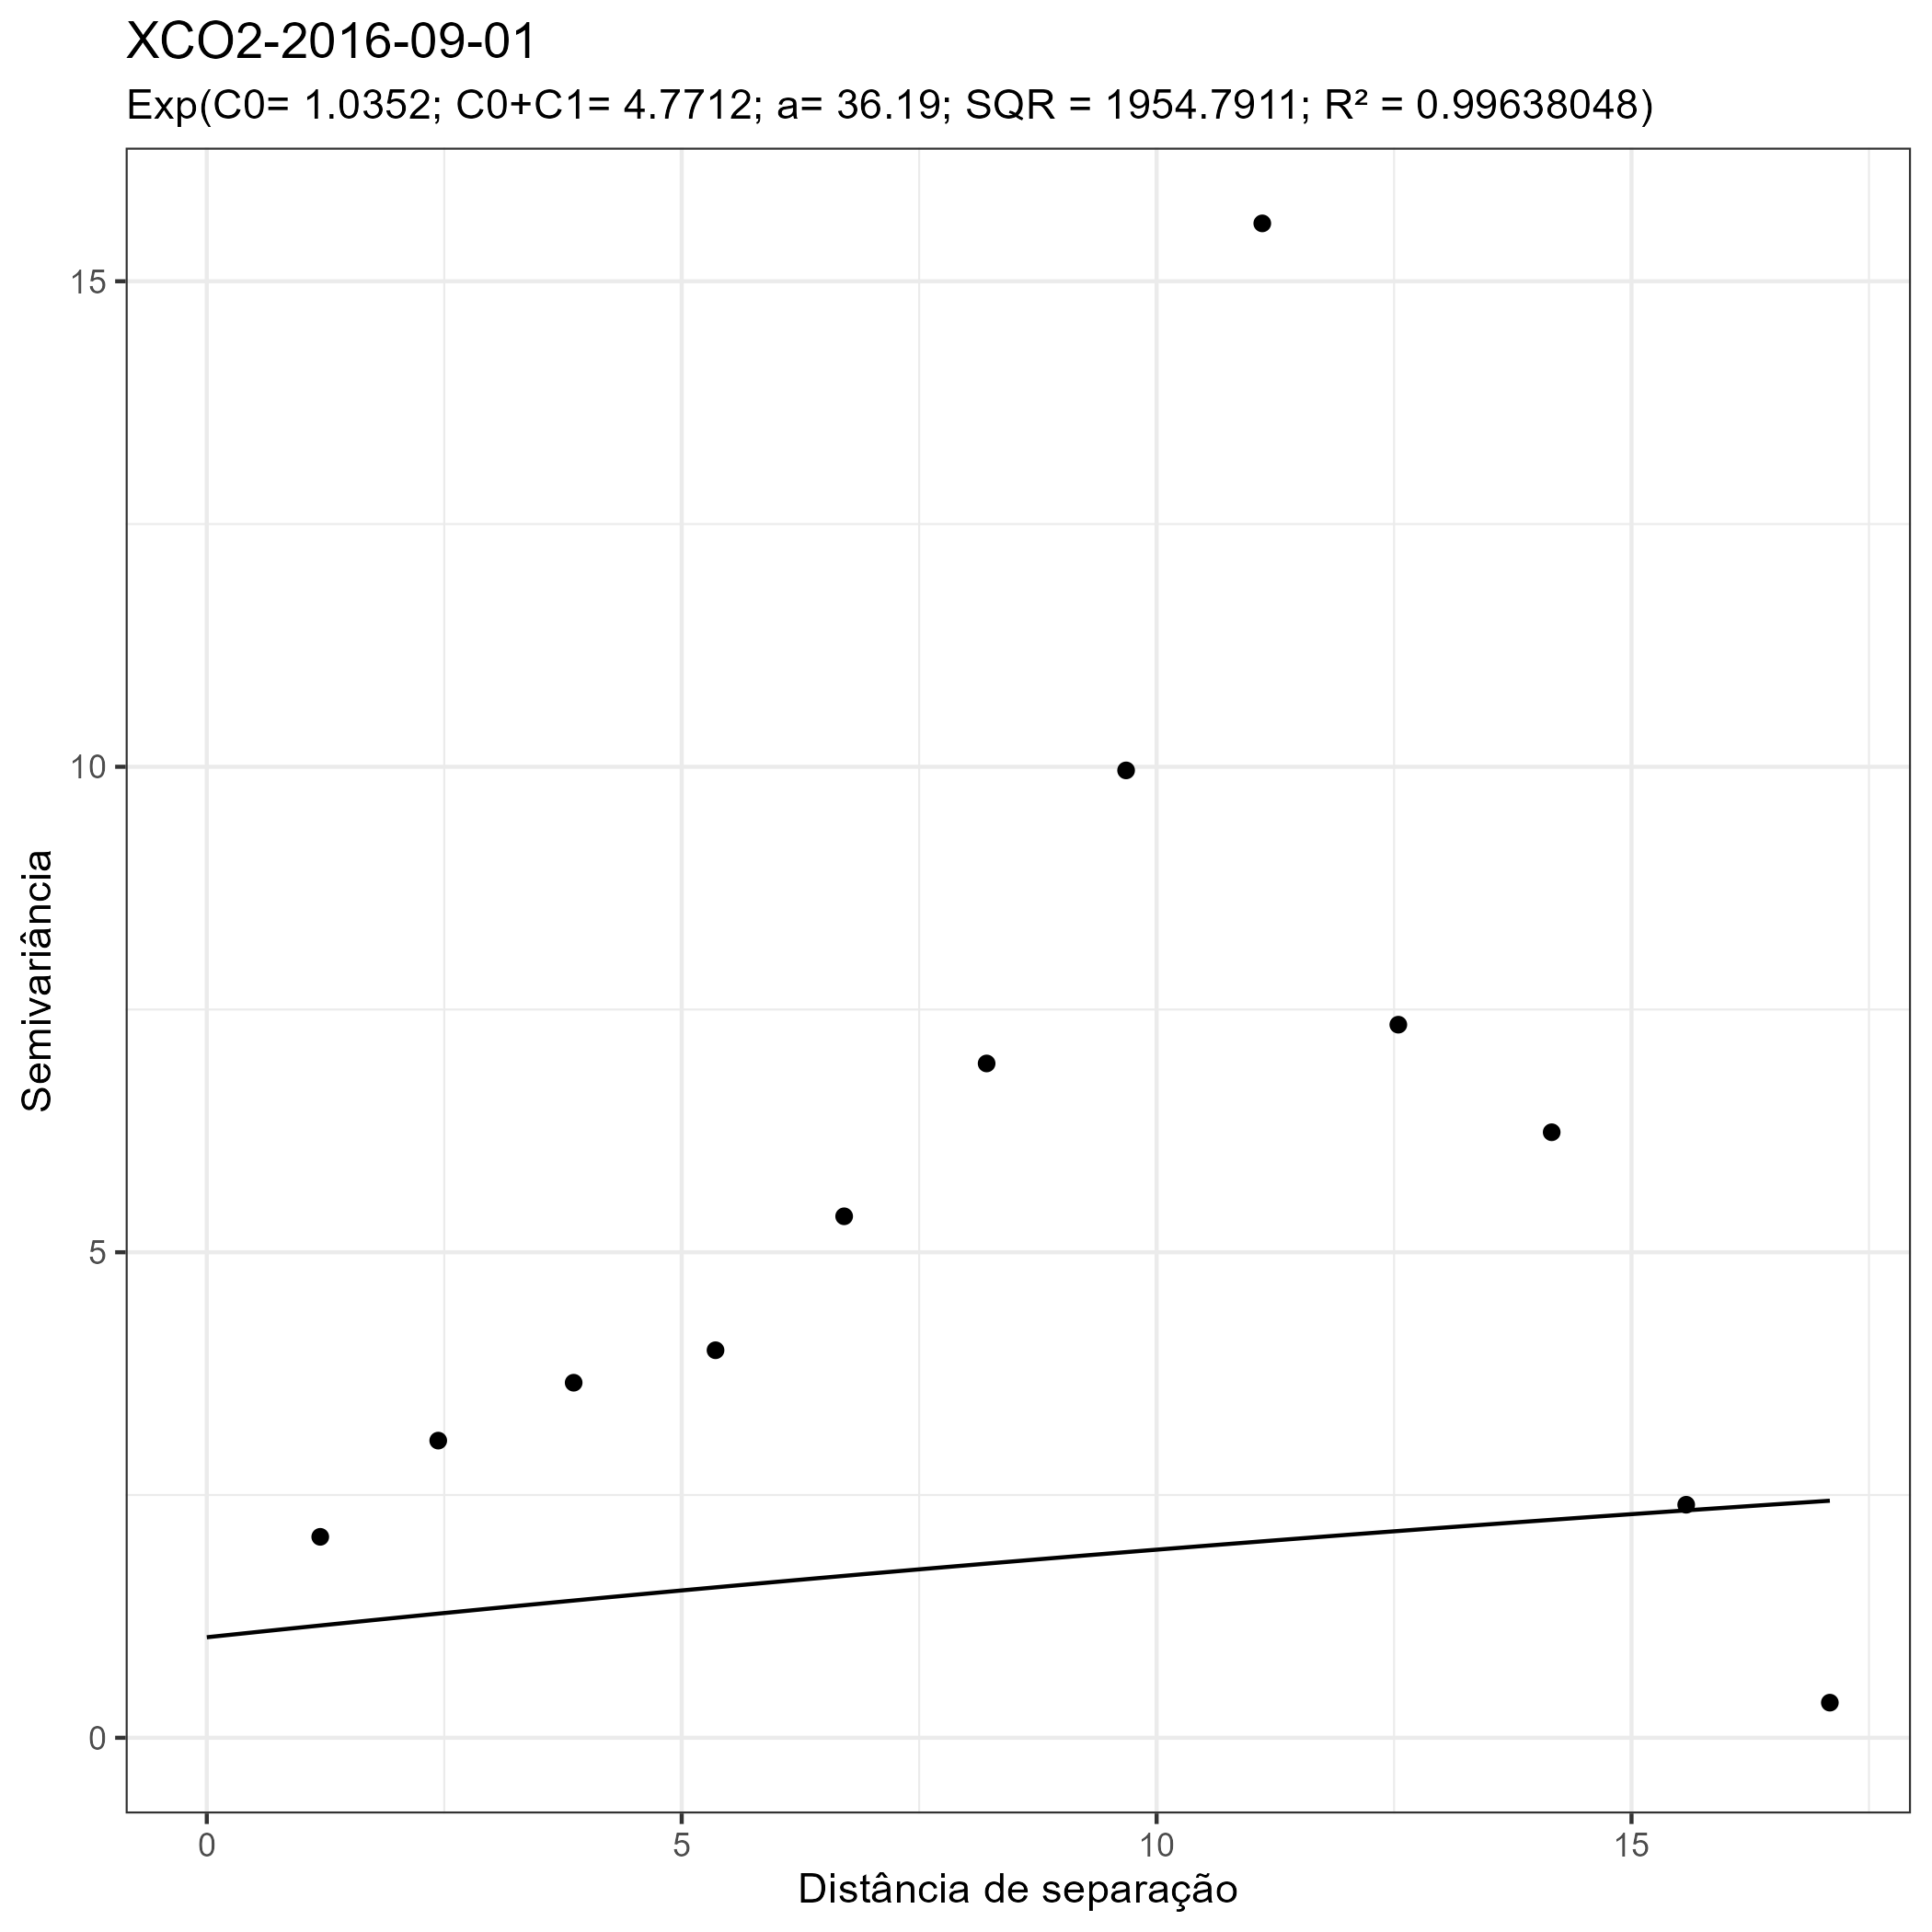 XCO2-2016-09-01
Exp(C0= 1.0352; C0+C1= 4.7712; a= 36.19; SQR = 1954.7911; R² = 0.99638048)
15
10
5
0
Semivariância
0
5
10
15
Distância de separação